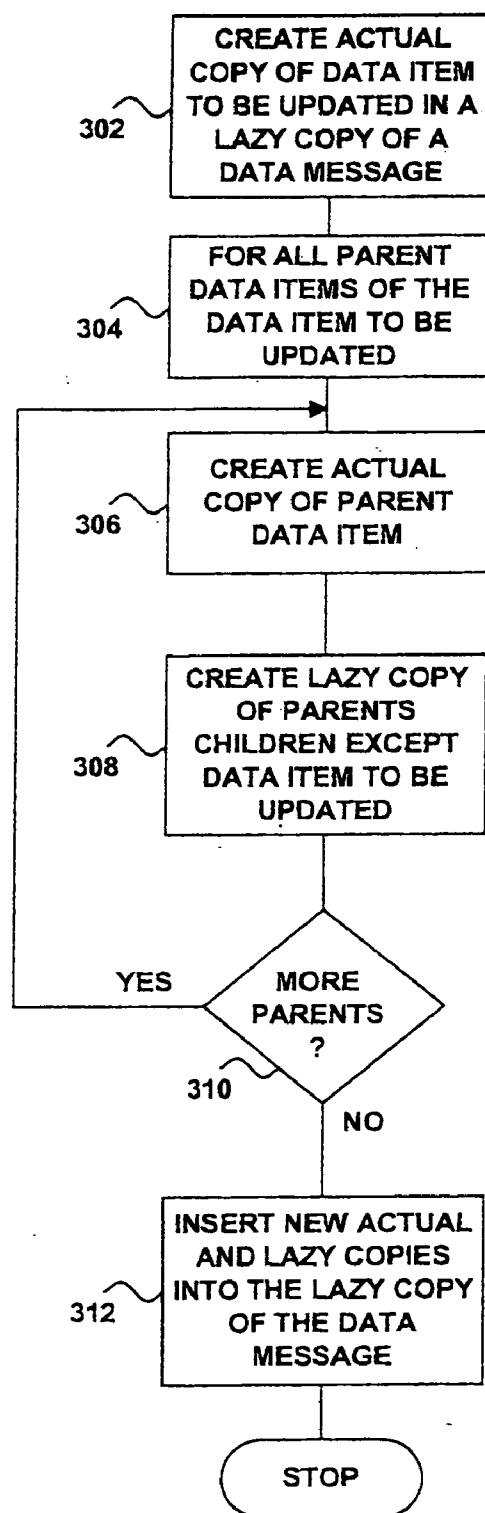 CREATE ACTUAL
COPY OF DATA ITEM
TO BE UPDATED IN A
LAZY COPY OF A
DATA MESSAGE
302
FOR ALL PARENT
DATA ITEMS OF THE
DATA ITEM TO BE
UPDATED
304
CREATE ACTUAL
COPY OF PARENT
DATA ITEM
306
CREATE LAZY COPY
OF PARENTS
CHILDREN EXCEPT
DATA ITEM TO BE
UPDATED
308
YES
MORE
PARENTS
?
310
NO
INSERT NEW ACTUAL
AND LAZY COPIES
INTO THE LAZY COPY
OF THE DATA
MESSAGE
312
STOP